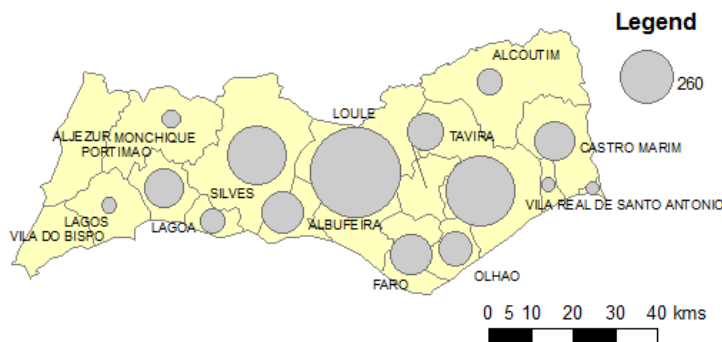 Legend
260
ALCOUTIM
LOULE
ALJEZUR MONCHIQUE
PORTIMAO
TAVIRA
CASTRO MARIM
SILVES
LAGOS
VILA DO BISPO
LAGOA
ALBUFEIRA
VILA REAL DE SANTO ANTONIO
FARO
OLHAO
0 5 10 20 30 40 kms